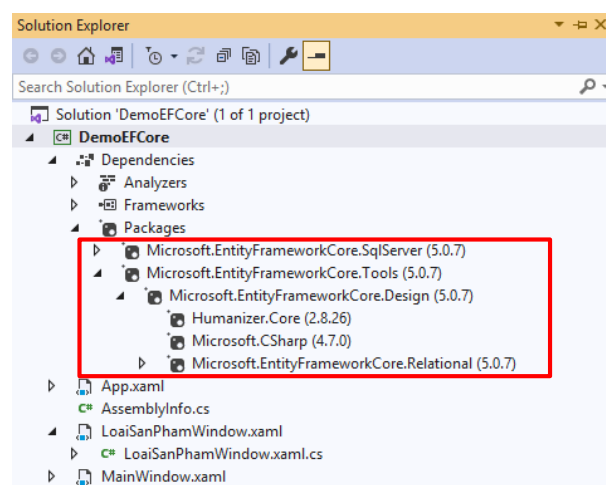 Solution Explorer
Search Solution Explorer (Ctrl+;)
Solution 'DemoEFCore' (1 of 1 project)
C# DemoEFCore
Dependencies
Analyzers
Frameworks
Packages
Microsoft.EntityFrameworkCore.SqlServer (5.0.7)
Microsoft.EntityFrameworkCore.Tools (5.0.7)
Microsoft.EntityFrameworkCore.Design (5.0.7)
Humanizer.Core (2.8.26)
Microsoft.CSharp (4.7.0)
Microsoft.EntityFrameworkCore.Relational (5.0.7)
App.xaml
C# AssemblyInfo.cs
LoaiSanPhamWindow.xaml
C# LoaiSanPhamWindow.xaml.cs
MainWindow.xaml